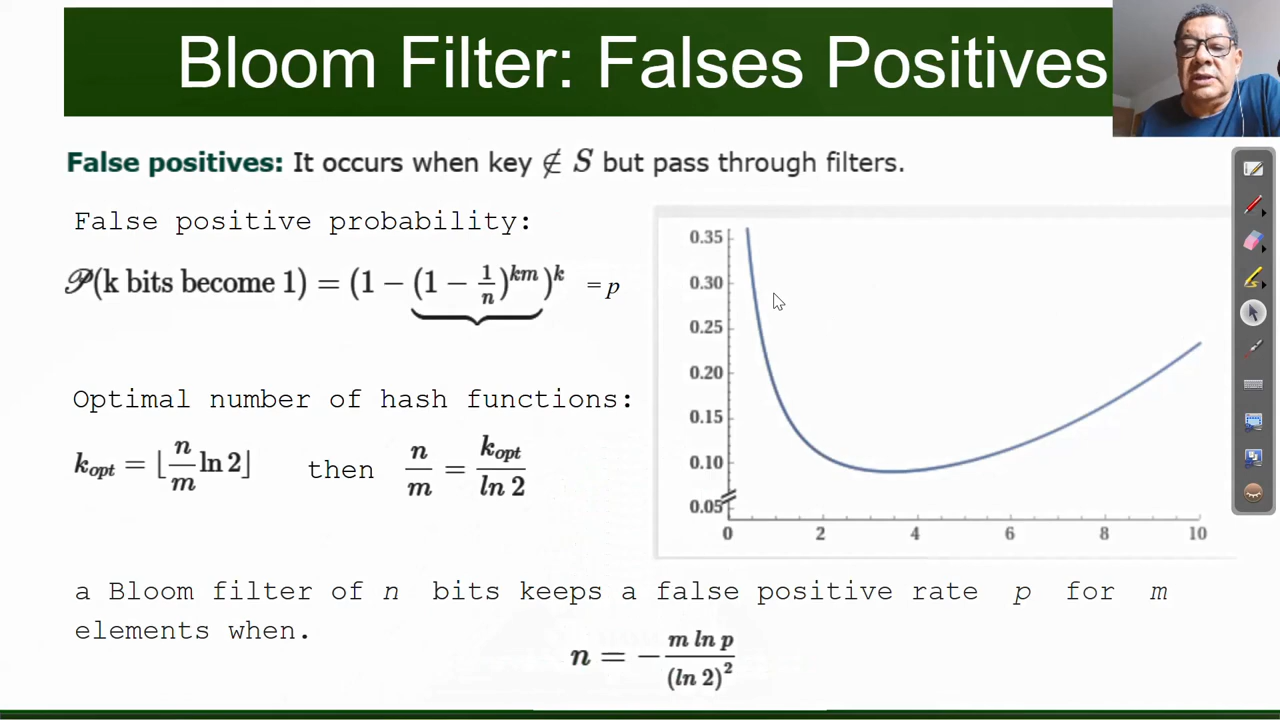 Bloom Filter: Falses Positives
False positives: It occurs when key ∉ S but pass through filters.
False positive probability:
𝒫(k bits become 1) = (1 − (1 − 1/n)^km)^k = p
Optimal number of hash functions:
k_opt = ⌊n/m ln 2⌋ then n/m = k_opt/ln 2
0.35
0.30
0.25
0.20
0.15
0.10
0.05
0 2 4 6 8 10
a Bloom filter of n bits keeps a false positive rate p for m
elements when.
n = − m ln p/(ln 2)^2